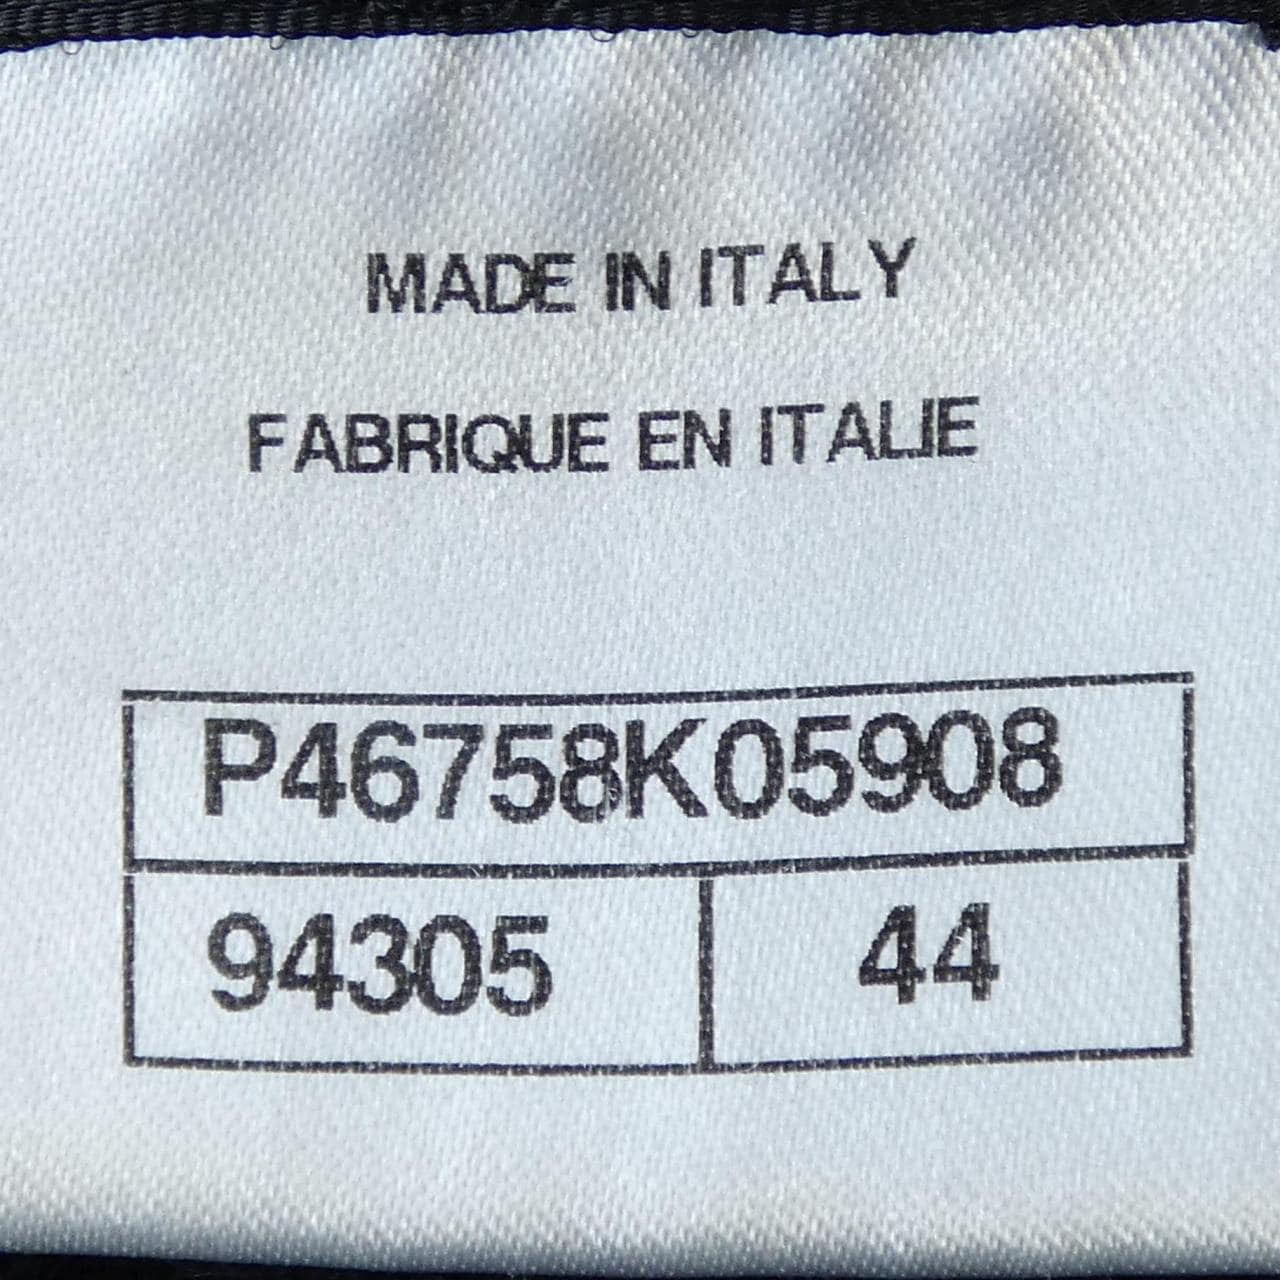 MADE IN ITALY
FABRIQUE EN ITALIE
P46758K05908
94305 44